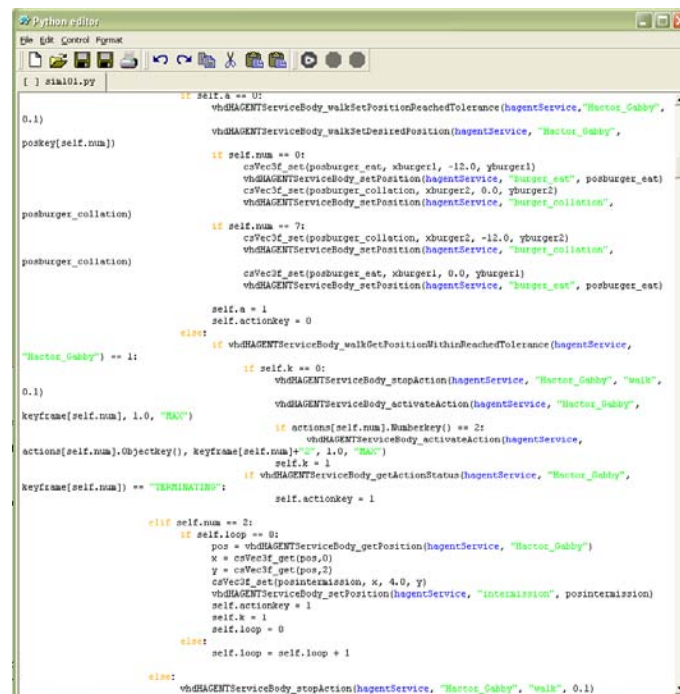 Python editor
File Edit Control Format
[ ] sim101.py
if self.a == 0:
vhdHAGENTServiceBody_walkSetPositionReachedTolerance(hagentService,"Hactor_Gabby",
0.1)
vhdHAGENTServiceBody_walkSetDesiredPosition(hagentService, "Hactor_Gabby",
poskey[self.num])
if self.num == 0:
csVec3f_set(posburger_eat, xburger1, -12.0, yburger1)
vhdHAGENTServiceBody_setPosition(hagentService, "burger_eat", posburger_eat)
csVec3f_set(posburger_collation, xburger2, 0.0, yburger2)
vhdHAGENTServiceBody_setPosition(hagentService, "burger_collation",
posburger_collation)
if self.num == 7:
csVec3f_set(posburger_collation, xburger2, -12.0, yburger2)
vhdHAGENTServiceBody_setPosition(hagentService, "burger_collation",
posburger_collation)
csVec3f_set(posburger_eat, xburger1, 0.0, yburger1)
vhdHAGENTServiceBody_setPosition(hagentService, "burger_eat", posburger_eat)
self.a = 1
self.actionkey = 0
else:
if vhdHAGENTServiceBody_walkGetPositionWithinReachedTolerance(hagentService,
"Hactor_Gabby") == 1:
if self.k == 0:
vhdHAGENTServiceBody_stopAction(hagentService, "Hactor_Gabby", "walk",
0.1)
vhdHAGENTServiceBody_activateAction(hagentService, "Hactor_Gabby",
keyframe[self.num], 1.0, "MAX")
if actions[self.num].Numberkey() == 2:
vhdHAGENTServiceBody_activateAction(hagentService,
actions[self.num].Objectkey(), keyframe[self.num]+"2", 1.0, "MAX")
self.k = 1
if vhdHAGENTServiceBody_getActionStatus(hagentService, "Hactor_Gabby",
keyframe[self.num]) == "TERMINATING":
self.actionkey = 1
elif self.num == 2:
if self.loop == 8:
pos = vhdHAGENTServiceBody_getPosition(hagentService, "Hactor_Gabby")
x = csVec3f_get(pos,0)
y = csVec3f_get(pos,2)
csVec3f_set(posintermission, x, 4.0, y)
vhdHAGENTServiceBody_setPosition(hagentService, "intermission", posintermission)
self.actionkey = 1
self.k = 1
self.loop = 0
else:
self.loop = self.loop + 1
else:
vhdHAGENTServiceBody_stopAction(hagentService, "Hactor_Gabby", "walk", 0.1)